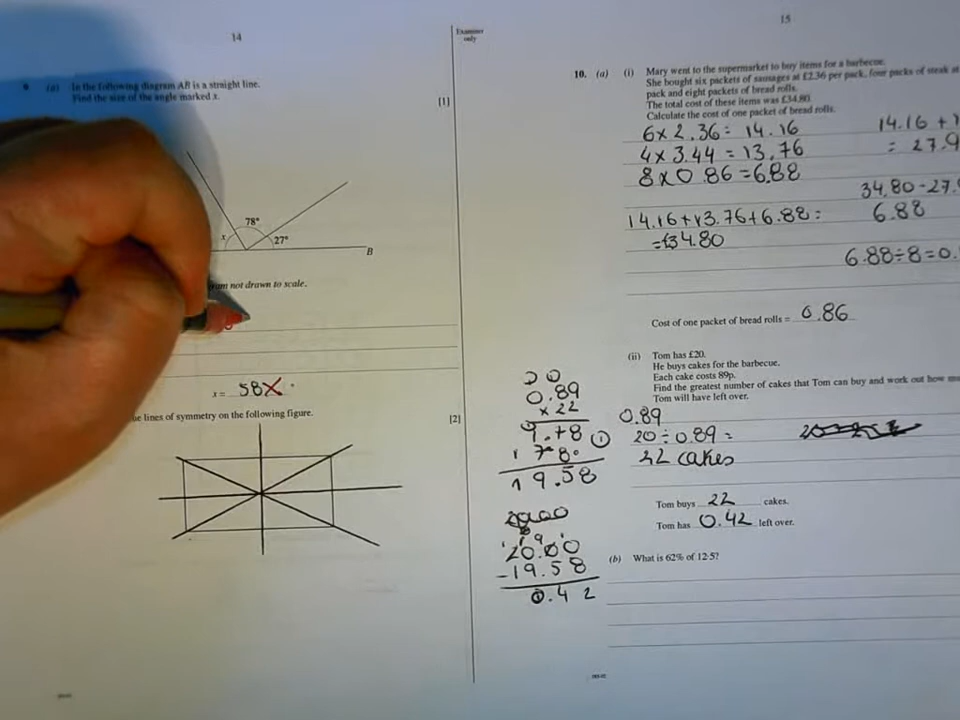 14
Examiner
only
9 (a) In the following diagram AB is a straight line.
Find the size of the angle marked x.
[1]
78°
x
27°
B
not drawn to scale.
x = 58X °
lines of symmetry on the following figure.
[2]
15
10. (a) (i) Mary went to the supermarket to buy items for a barbecue.
She bought six packets of sausages at £2.36 per pack, four packs of steak at
pack and eight packets of bread rolls.
The total cost of these items was £34.80.
Calculate the cost of one packet of bread rolls.
6 x 2.36 = 14.16
14.16 +
4 x 3.44 = 13.76
= 27.9
8 x 0.86 = 6.88
34.80 - 27.
14.16 + 13.76 + 6.88 =
6.88
= £34.80
6.88 ÷ 8 = 0.
Cost of one packet of bread rolls = 0.86
(ii) Tom has £20.
He buys cakes for the barbecue.
Each cake costs 89p.
Find the greatest number of cakes that Tom can buy and work out how
Tom will have left over.
0.89
20 ÷ 0.89 =
cakes
0.89
x 22
19.58
20.00
- 19.58
0.42
Tom buys 22 cakes.
Tom has 0.42 left over.
(b) What is 62% of 12·5?